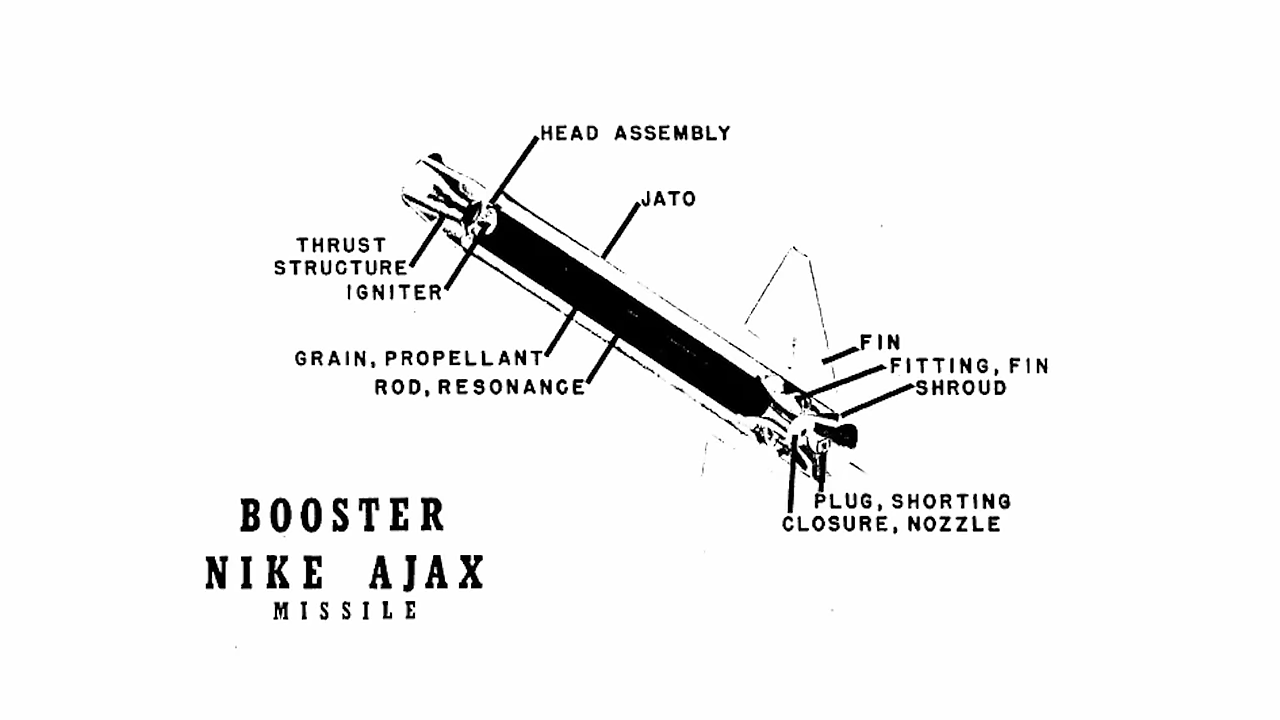 HEAD ASSEMBLY
JATO
THRUST
STRUCTURE
IGNITER
GRAIN, PROPELLANT
ROD, RESONANCE
FIN
FITTING, FIN
SHROUD
PLUG, SHORTING
CLOSURE, NOZZLE
BOOSTER
NIKE AJAX
MISSILE